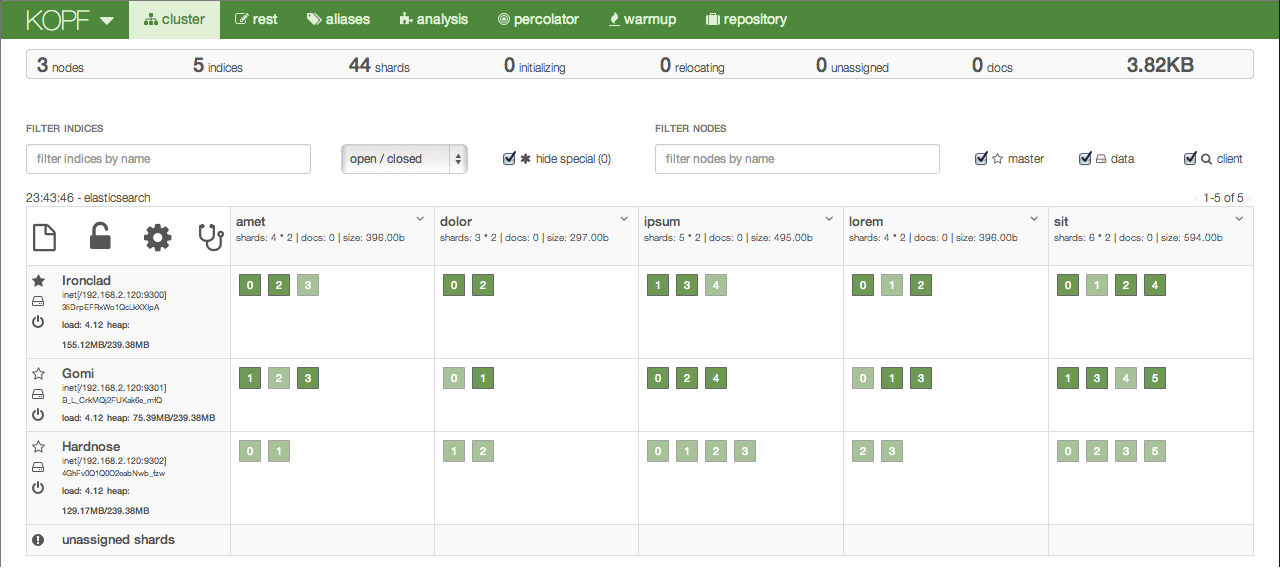 KOPF cluster rest aliases analysis percolator warmup repository
3 nodes 5 indices 44 shards 0 initializing 0 relocating 0 unassigned 0 docs 3.82KB
FILTER INDICES FILTER NODES
filter indices by name open / closed hide special (0) filter nodes by name master data client
23:43:46 - elasticsearch 1-5 of 5
amet dolor ipsum lorem sit
shards: 4 * 2 | docs: 0 | size: 396.00b shards: 3 * 2 | docs: 0 | size: 297.00b shards: 5 * 2 | docs: 0 | size: 495.00b shards: 4 * 2 | docs: 0 | size: 396.00b shards: 6 * 2 | docs: 0 | size: 594.00b
Ironclad 0 2 3 0 2 1 3 4 0 1 2 0 1 2 4
inet[/192.168.2.120:9300]
load: 4.12 heap:
155.12MB/239.38MB
Gomi 1 2 3 0 1 0 2 4 0 1 3 1 3 4 5
inet[/192.168.2.120:9301]
B_L_CrkMQj2FUKak6e_mfQ
load: 4.12 heap: 75.39MB/239.38MB
Hardnose 0 1 1 2 0 1 2 3 2 3 0 2 3 5
inet[/192.168.2.120:9302]
4GhFv0Q1Q0O2eabNwb_fzw
load: 4.12 heap:
129.17MB/239.38MB
unassigned shards